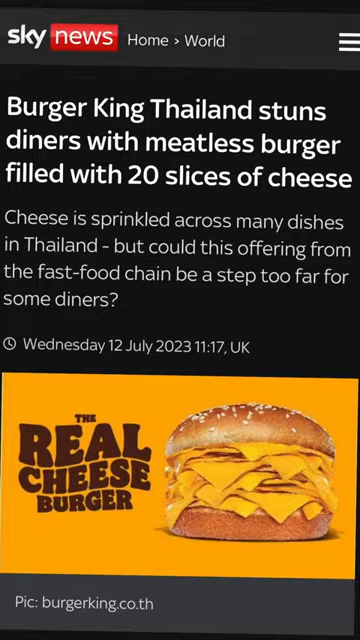 sky news Home > World
Burger King Thailand stuns
diners with meatless burger
filled with 20 slices of cheese
Cheese is sprinkled across many dishes
in Thailand - but could this offering from
the fast-food chain be a step too far for
some diners?
Wednesday 12 July 2023 11:17, UK
THE
REAL
CHEESE
BURGER
Pic: burgerking.co.th